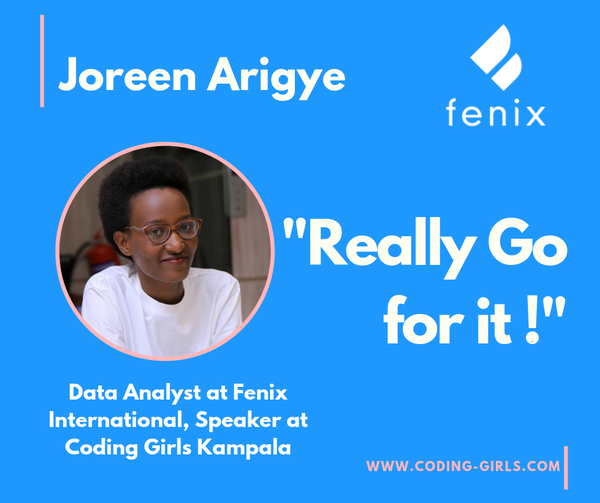 Joreen Arigye
fenix
"Really Go
for it !"
Data Analyst at Fenix
International, Speaker at
Coding Girls Kampala
WWW.CODING-GIRLS.COM